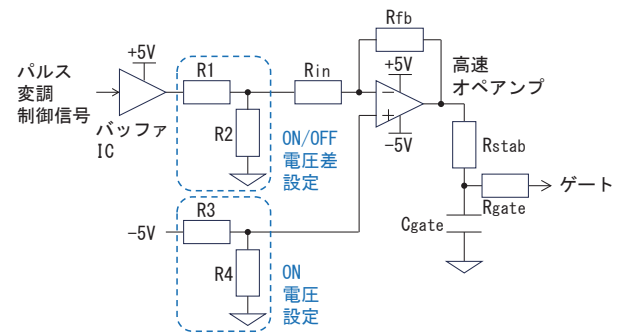 パルス
変調
制御信号
+5V
バッファ
IC
R1
R2
ON/OFF
電圧差
設定
Rin
Rfb
+5V
-5V
高速
オペアンプ
Rstab
Rgate
ゲート
Cgate
-5V
R3
R4
ON
電圧
設定